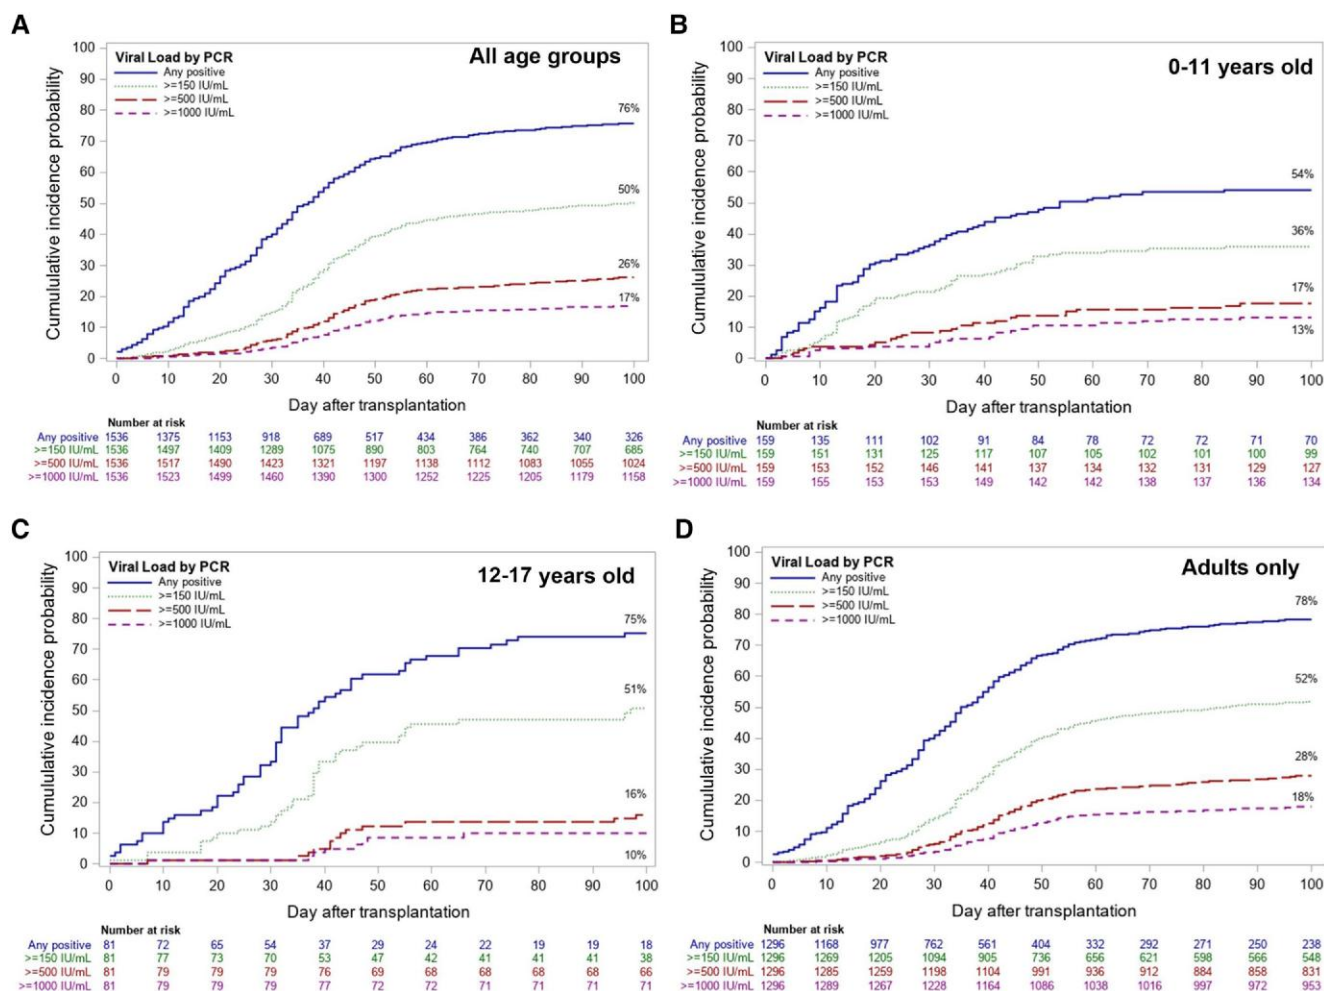 A
Viral Load by PCR
Any positive
>=150 IU/mL
>=500 IU/mL
>=1000 IU/mL
All age groups
Cumululative incidence probability
100
90
80
70
60
50
40
30
20
10
0
76%
50%
26%
17%
0 10 20 30 40 50 60 70 80 90 100
Day after transplantation
Number at risk
Any positive 1536 1375 1153 918 689 517 434 386 362 340 326
>=150 IU/mL 1536 1497 1409 1289 1075 890 803 764 740 707 685
>=500 IU/mL 1536 1517 1490 1423 1321 1197 1138 1112 1083 1055 1024
>=1000 IU/mL 1536 1523 1499 1460 1390 1300 1252 1225 1205 1179 1158
B
Viral Load by PCR
Any positive
>=150 IU/mL
>=500 IU/mL
>=1000 IU/mL
0-11 years old
Cumululative incidence probability
100
90
80
70
60
50
40
30
20
10
0
54%
36%
17%
13%
0 10 20 30 40 50 60 70 80 90 100
Day after transplantation
Number at risk
Any positive 159 135 111 102 91 84 78 72 72 71 70
>=150 IU/mL 159 151 131 125 117 107 105 102 101 100 99
>=500 IU/mL 159 153 152 146 141 137 134 132 131 129 127
>=1000 IU/mL 159 155 153 153 149 142 142 138 137 136 134
C
Viral Load by PCR
Any positive
>=150 IU/mL
>=500 IU/mL
>=1000 IU/mL
12-17 years old
Cumululative incidence probability
100
90
80
70
60
50
40
30
20
10
0
75%
51%
16%
10%
0 10 20 30 40 50 60 70 80 90 100
Day after transplantation
Number at risk
Any positive 81 72 65 54 37 29 24 22 19 19 18
>=150 IU/mL 81 77 73 70 53 47 42 41 41 41 38
>=500 IU/mL 81 79 79 79 76 69 68 68 68 68 66
>=1000 IU/mL 81 79 79 79 77 72 72 71 71 71 71
D
Viral Load by PCR
Any positive
>=150 IU/mL
>=500 IU/mL
>=1000 IU/mL
Adults only
Cumululative incidence probability
100
90
80
70
60
50
40
30
20
10
0
78%
52%
28%
18%
0 10 20 30 40 50 60 70 80 90 100
Day after transplantation
Number at risk
Any positive 1296 1168 977 762 561 404 332 292 271 250 238
>=150 IU/mL 1296 1269 1205 1094 905 736 656 621 598 566 548
>=500 IU/mL 1296 1285 1259 1198 1104 991 936 912 884 858 831
>=1000 IU/mL 1296 1289 1267 1228 1164 1086 1038 1016 997 972 953